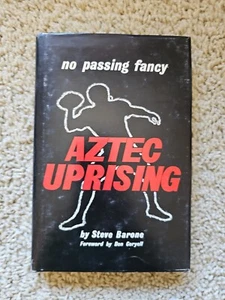 no passing fancy
AZTEC
UPRISING
by Steve Barone
Foreword by Don Coryell